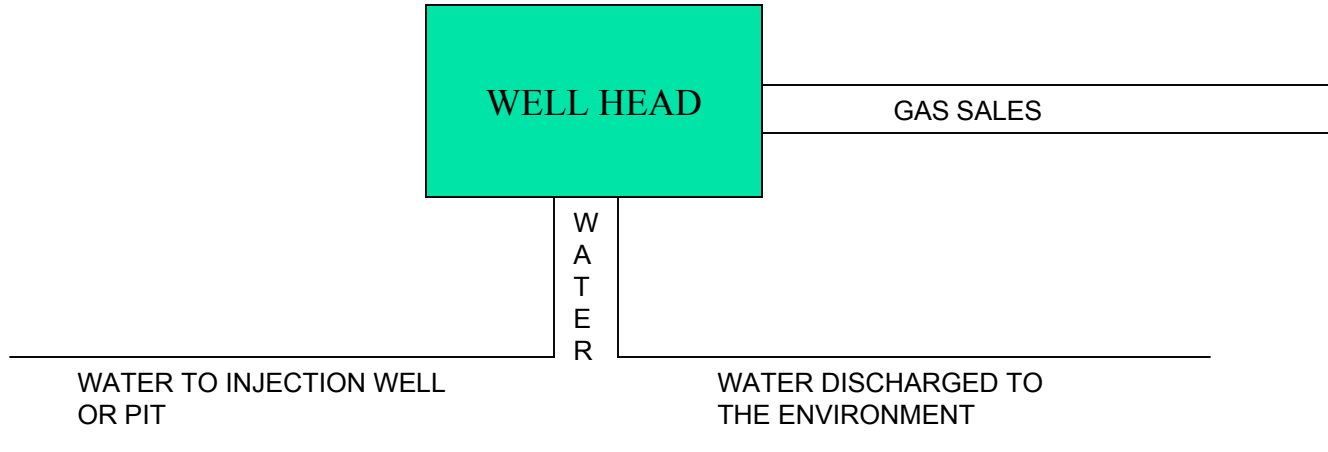 WELL HEAD
GAS SALES
W
A
T
E
R
WATER TO INJECTION WELL
OR PIT
WATER DISCHARGED TO
THE ENVIRONMENT